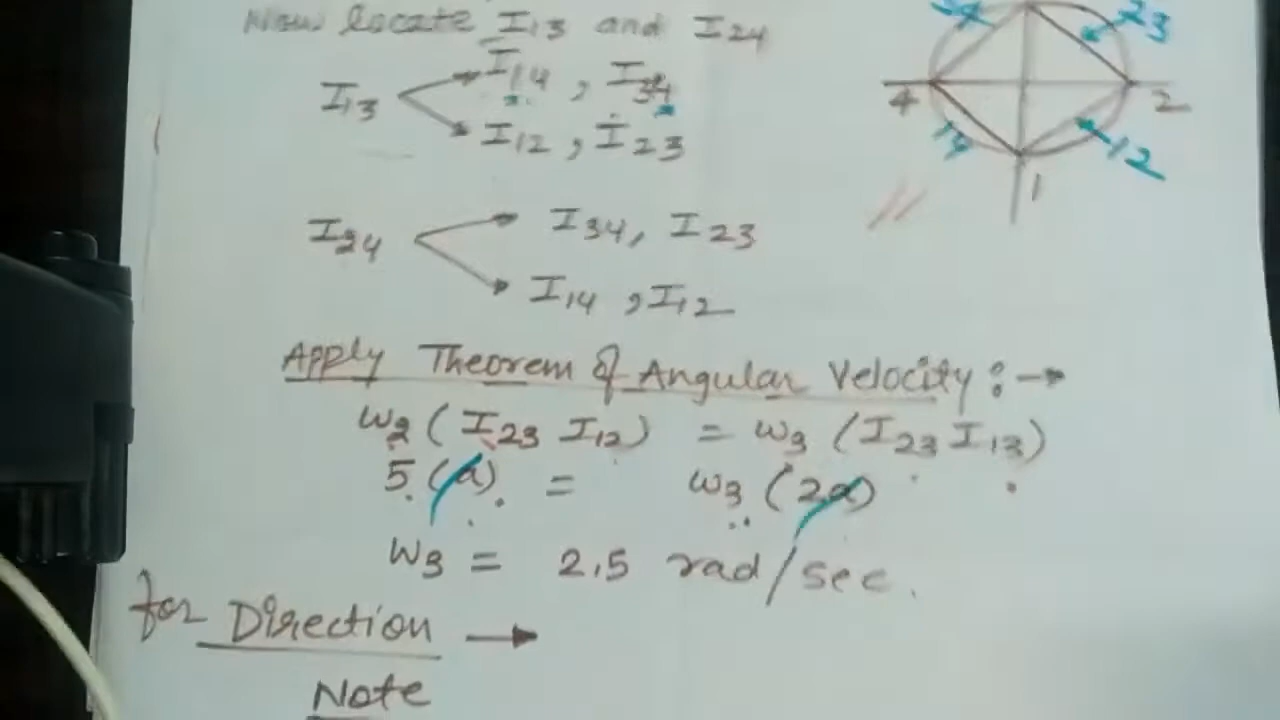 Now locate I13 and I24
I14 , I34
I13
I12 , I23
I34, I23
I24
I14 , I12
Apply Theorem of Angular Velocity :→
ω2 ( I23 I12 ) = ω3 ( I23 I13 )
5 (a) = ω3 (2a)
ω3 = 2.5 rad/sec.
for Direction →
Note
23
4
2
14
12
1